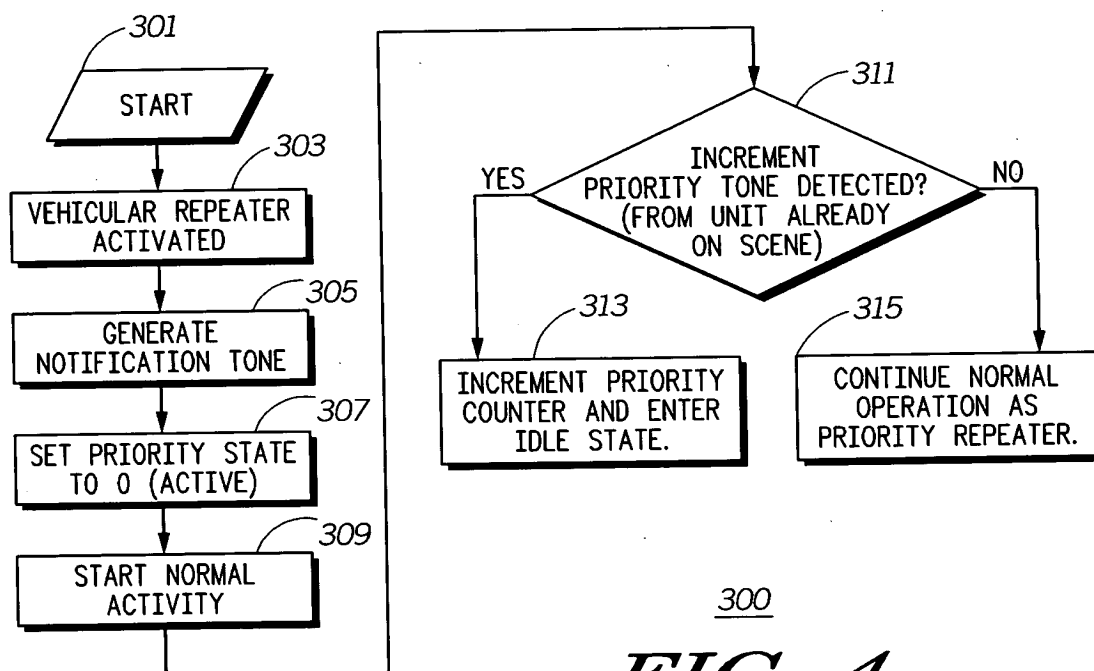 301
START
303
VEHICULAR REPEATER
ACTIVATED
305
GENERATE
NOTIFICATION TONE
307
SET PRIORITY STATE
TO 0 (ACTIVE)
309
START NORMAL
ACTIVITY
311
INCREMENT
PRIORITY TONE DETECTED?
(FROM UNIT ALREADY
ON SCENE)
YES
NO
313
INCREMENT PRIORITY
COUNTER AND ENTER
IDLE STATE.
315
CONTINUE NORMAL
OPERATION AS
PRIORITY REPEATER.
300